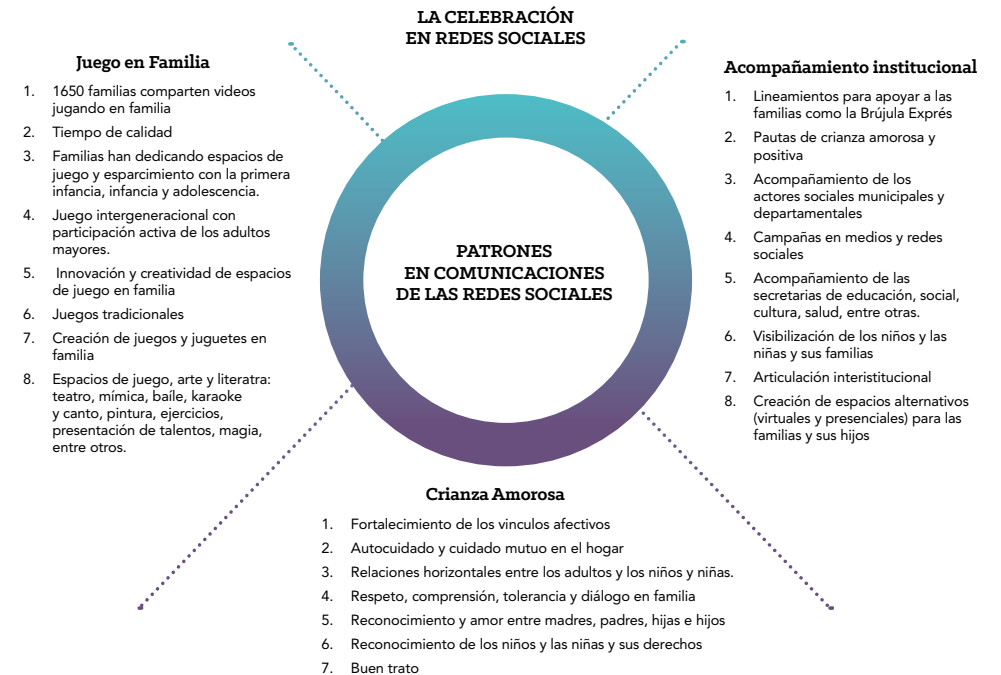 LA CELEBRACIÓN
EN REDES SOCIALES
Juego en Familia
1. 1650 familias comparten videos
jugando en familia
2. Tiempo de calidad
3. Familias han dedicando espacios de
juego y esparcimiento con la primera
infancia, infancia y adolescencia.
4. Juego intergeneracional con
participación activa de los adultos
mayores.
5. Innovación y creatividad de espacios
de juego en familia
6. Juegos tradicionales
7. Creación de juegos y juguetes en
familia
8. Espacios de juego, arte y literatra:
teatro, mímica, baíle, karaoke
y canto, pintura, ejercicios,
presentación de talentos, magia,
entre otros.
PATRONES
EN COMUNICACIONES
DE LAS REDES SOCIALES
Acompañamiento institucional
1. Lineamientos para apoyar a las
familias como la Brújula Exprés
2. Pautas de crianza amorosa y
positiva
3. Acompañamiento de los
actores sociales municipales y
departamentales
4. Campañas en medios y redes
sociales
5. Acompañamiento de las
secretarias de educación, social,
cultura, salud, entre otras.
6. Visibilización de los niños y las
niñas y sus familias
7. Articulación interistitucional
8. Creación de espacios alternativos
(virtuales y presenciales) para las
familias y sus hijos
Crianza Amorosa
1. Fortalecimiento de los vinculos afectivos
2. Autocuidado y cuidado mutuo en el hogar
3. Relaciones horizontales entre los adultos y los niños y niñas.
4. Respeto, comprensión, tolerancia y diálogo en familia
5. Reconocimiento y amor entre madres, padres, hijas e hijos
6. Reconocimiento de los niños y las niñas y sus derechos
7. Buen trato